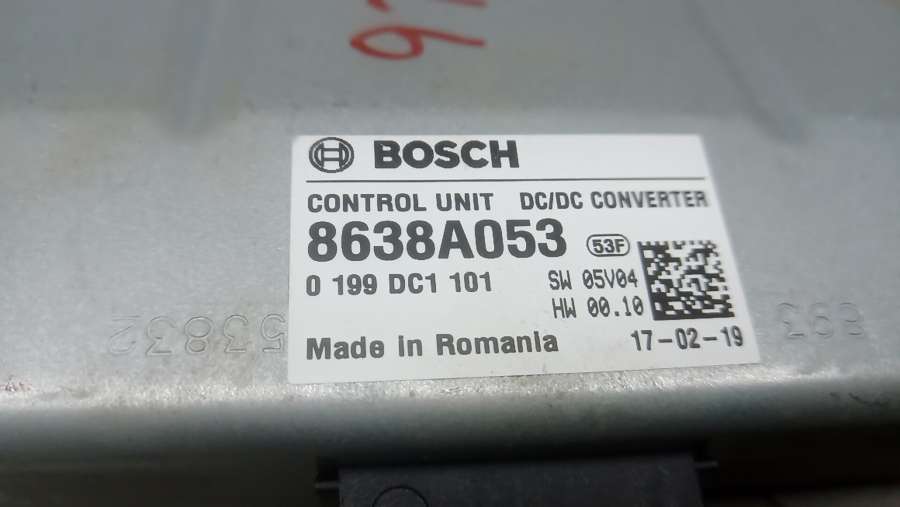 97
BOSCH
CONTROL UNIT DC/DC CONVERTER
8638A053 53F
0 199 DC1 101 SW 05V04
HW 00.10
Made in Romania 17-02-19